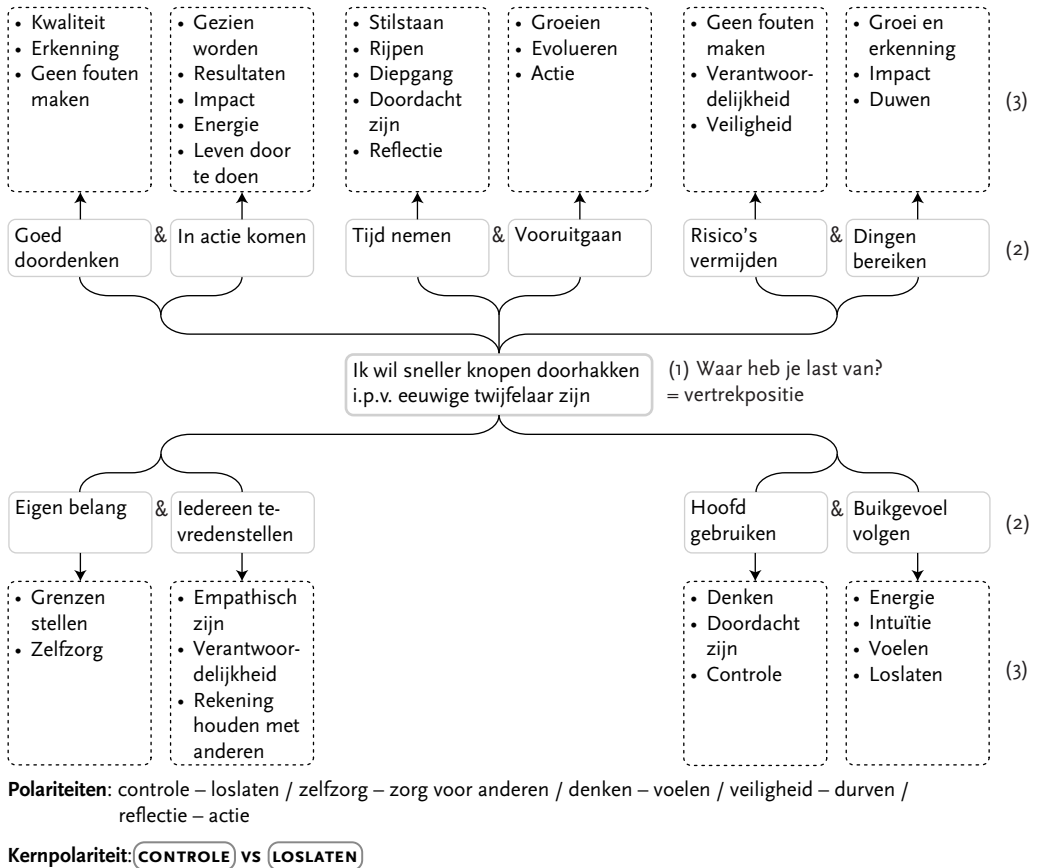 • Kwaliteit
• Erkenning
• Geen fouten
maken
• Gezien
worden
• Resultaten
• Impact
• Energie
• Leven door
te doen
• Stilstaan
• Rijpen
• Diepgang
• Doordacht
zijn
• Reflectie
• Groeien
• Evolueren
• Actie
• Geen fouten
maken
• Verantwoor-
delijkheid
• Veiligheid
• Groei en
erkenning
• Impact
• Duwen
(3)
Goed
doordenken
&
In actie komen
Tijd nemen
&
Vooruitgaan
Risico's
vermijden
&
Dingen
bereiken
(2)
Ik wil sneller knopen doorhakken
i.p.v. eeuwige twijfelaar zijn
(1) Waar heb je last van?
= vertrekpositie
Eigen belang
&
Iedereen te-
vredenstellen
Hoofd
gebruiken
&
Buikgevoel
volgen
(2)
• Grenzen
stellen
• Zelfzorg
• Empathisch
zijn
• Verantwoor-
delijkheid
• Rekening
houden met
anderen
• Denken
• Doordacht
zijn
• Controle
• Energie
• Intuïtie
• Voelen
• Loslaten
(3)
Polariteiten: controle – loslaten / zelfzorg – zorg voor anderen / denken – voelen / veiligheid – durven /
reflectie – actie
Kernpolariteit: CONTROLE VS LOSLATEN